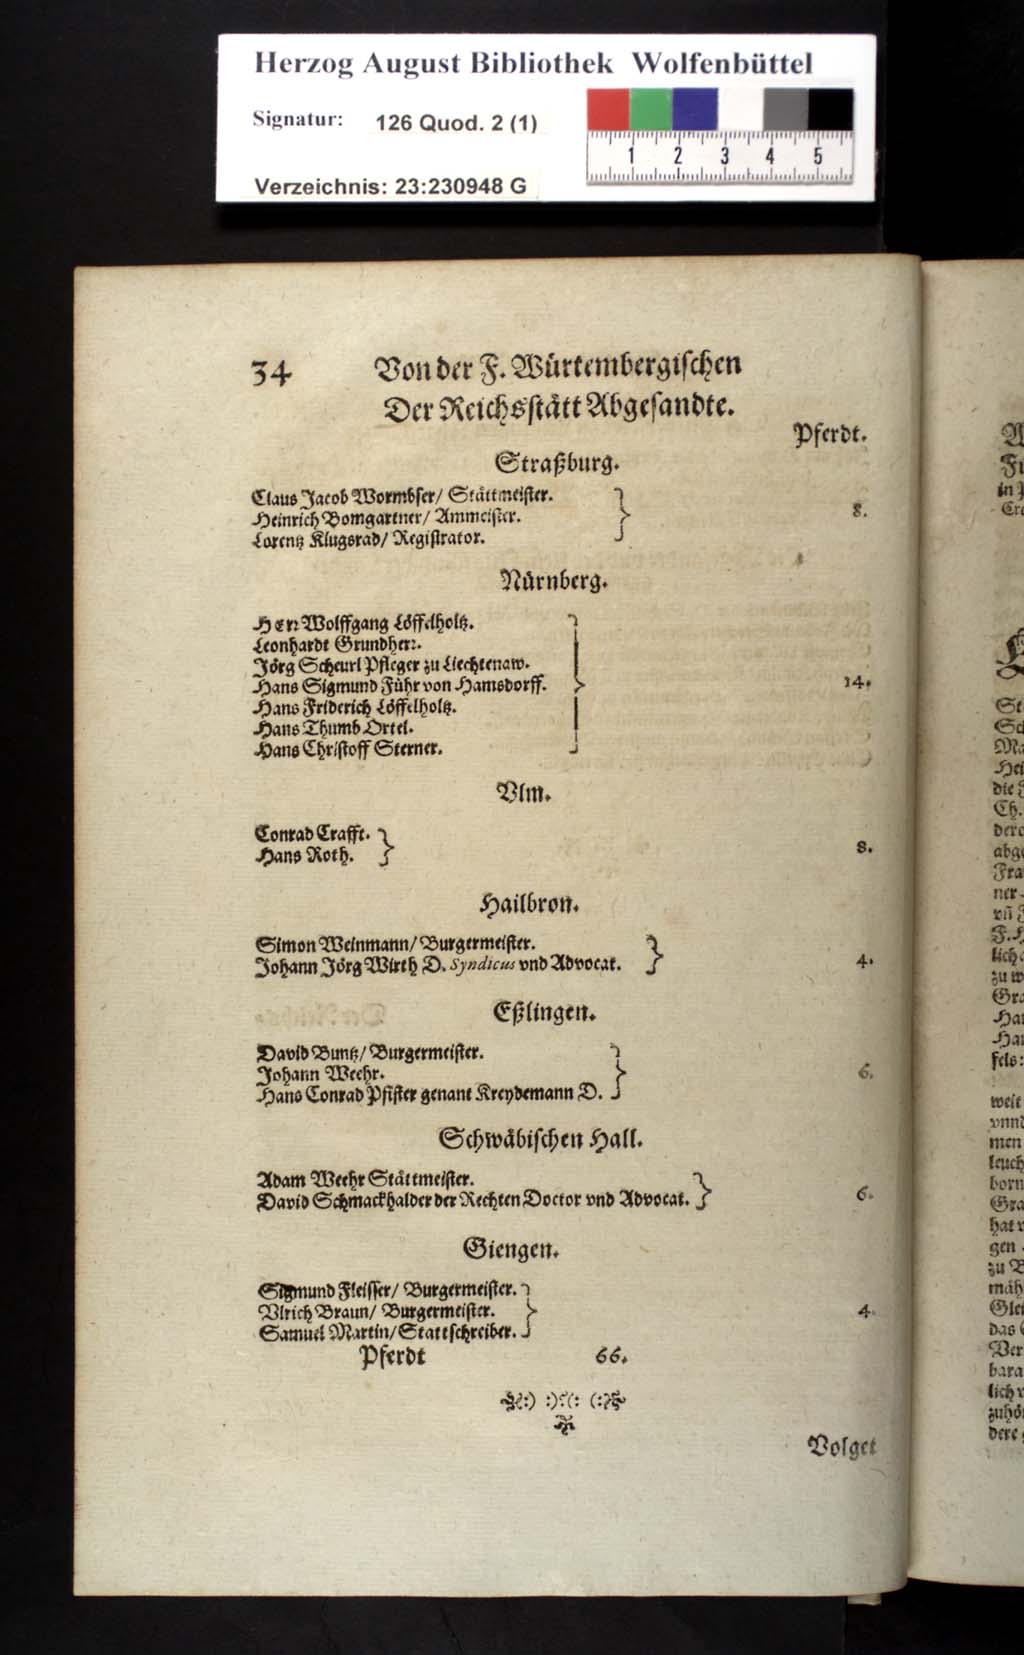 Herzog August Bibliothek Wolfenbüttel
Signatur: 126 Quod. 2 (1)
1 2 3 4 5
Verzeichnis: 23:230948 G
34 Von der F. Würtembergischen
Der Reichsstätt Abgesandte.
Pferdt.
Straßburg.
Claus Jacob Wormbser/ Stättmeister.
Heinrich Bomgartner/ Ammeister. 8.
Lorentz Klugsrad/ Registrator.
Nürnberg.
Herr Wolffgang Löffelholtz.
Leonhardt Grundherr.
Jörg Scheurl Pfleger zu Liechtenaw.
Hans Sigmund Führ von Hamsdorff. 14.
Hans Friderich Löffelholtz.
Hans Thumb Ortel.
Hans Christoff Sterner.
Vlm.
Conrad Crafft.
Hans Roth. 8.
Hailbron.
Simon Weinmann/ Burgermeister.
Johann Jörg Wirth D. Syndicus vnd Advocat. 4.
Eßlingen.
David Buntz/ Burgermeister.
Johann Weehr. 6.
Hans Conrad Pfister genant Kreydemann D.
Schwäbischen Hall.
Adam Weehr Stättmeister.
David Schmackhalder der Rechten Doctor vnd Advocat. 6.
Giengen.
Sigmund Fleisser/ Burgermeister.
Vlrich Braun/ Burgermeister. 4.
Samuel Martin/ Stattschreiber.
Pferdt 66.
Volget